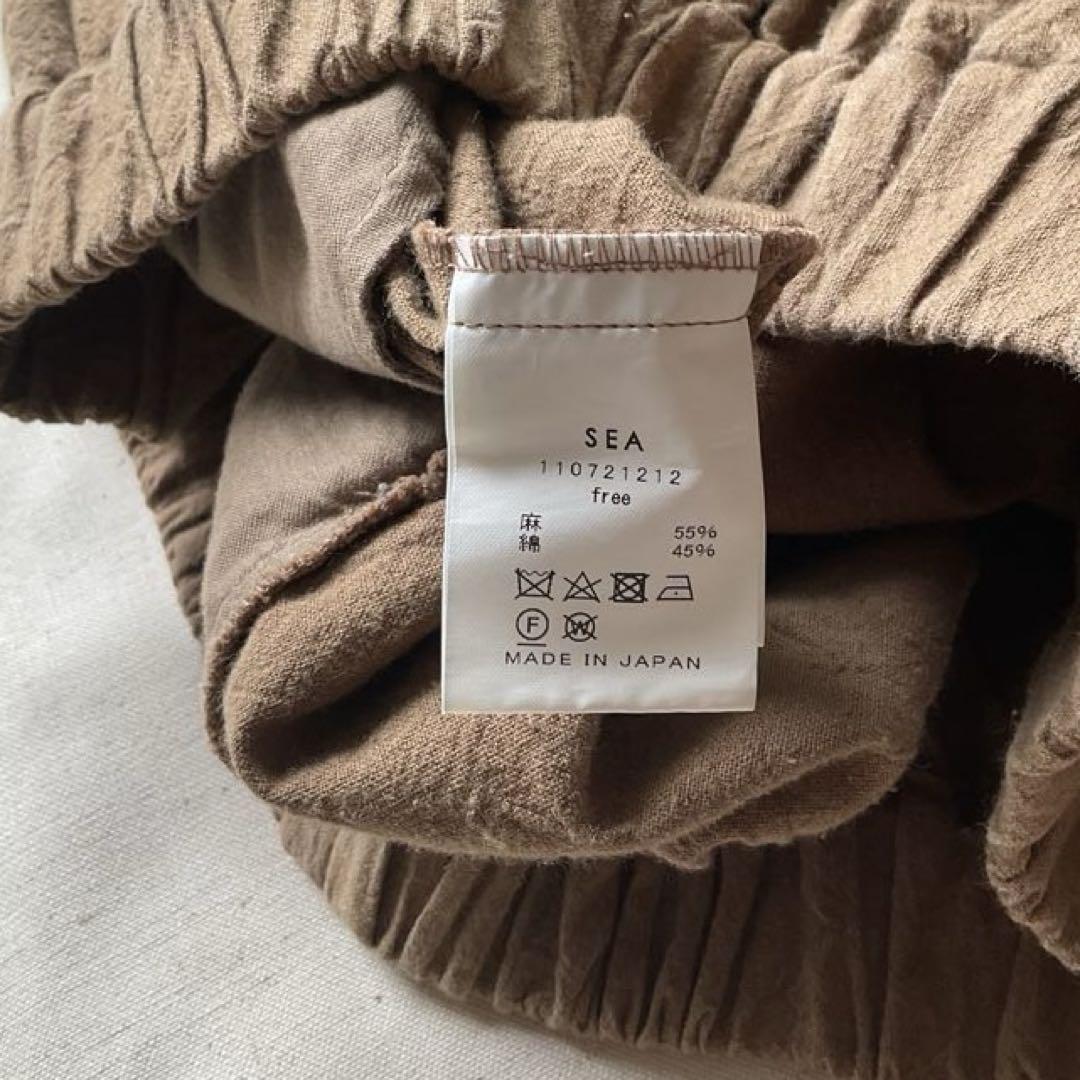 SEA
110721212
free
麻 55%
綿 45%
F W
MADE IN JAPAN